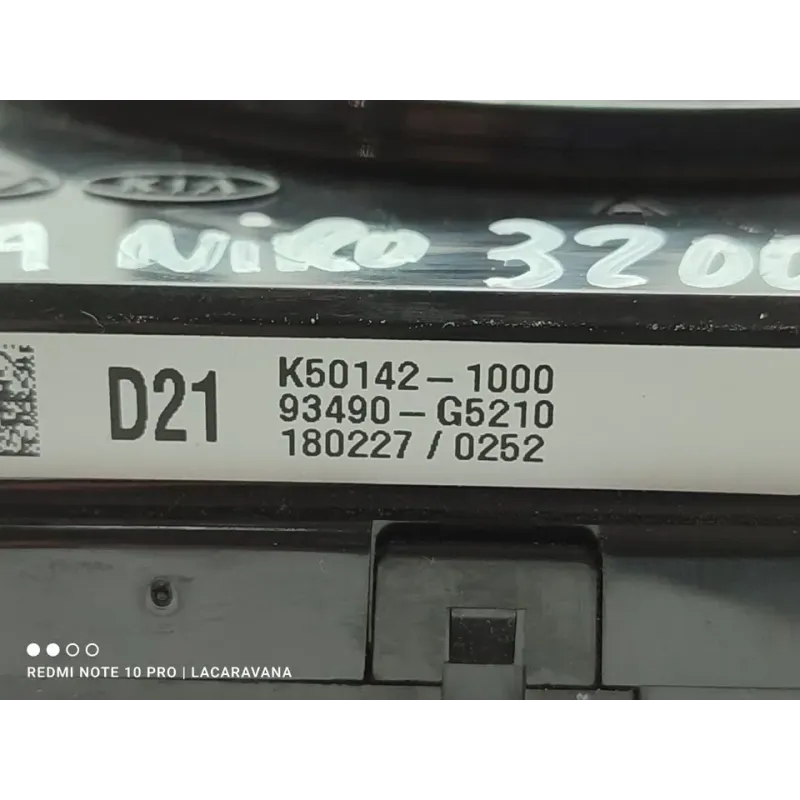 KIA
A NIRO 3200
D21
K50142-1000
93490-G5210
180227 / 0252
REDMI NOTE 10 PRO | LACARAVANA